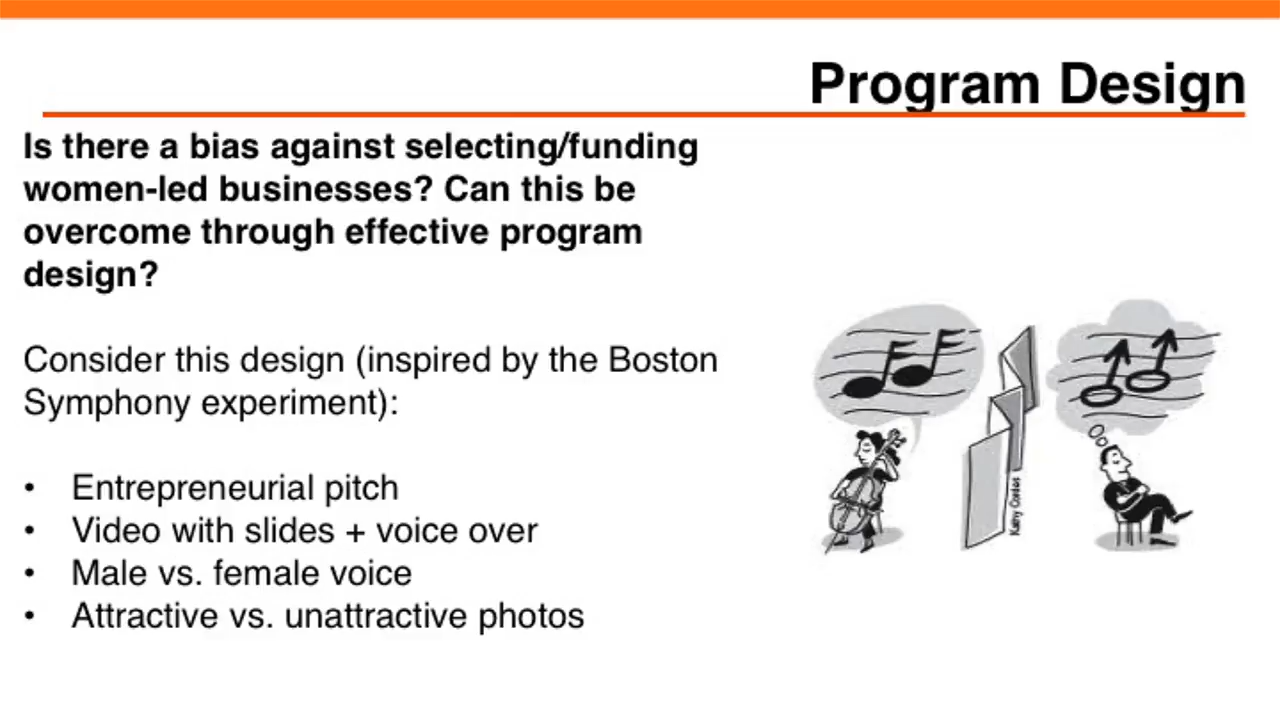 Program Design
Is there a bias against selecting/funding
women-led businesses? Can this be
overcome through effective program
design?
Consider this design (inspired by the Boston
Symphony experiment):
• Entrepreneurial pitch
• Video with slides + voice over
• Male vs. female voice
• Attractive vs. unattractive photos
Kathy Contos